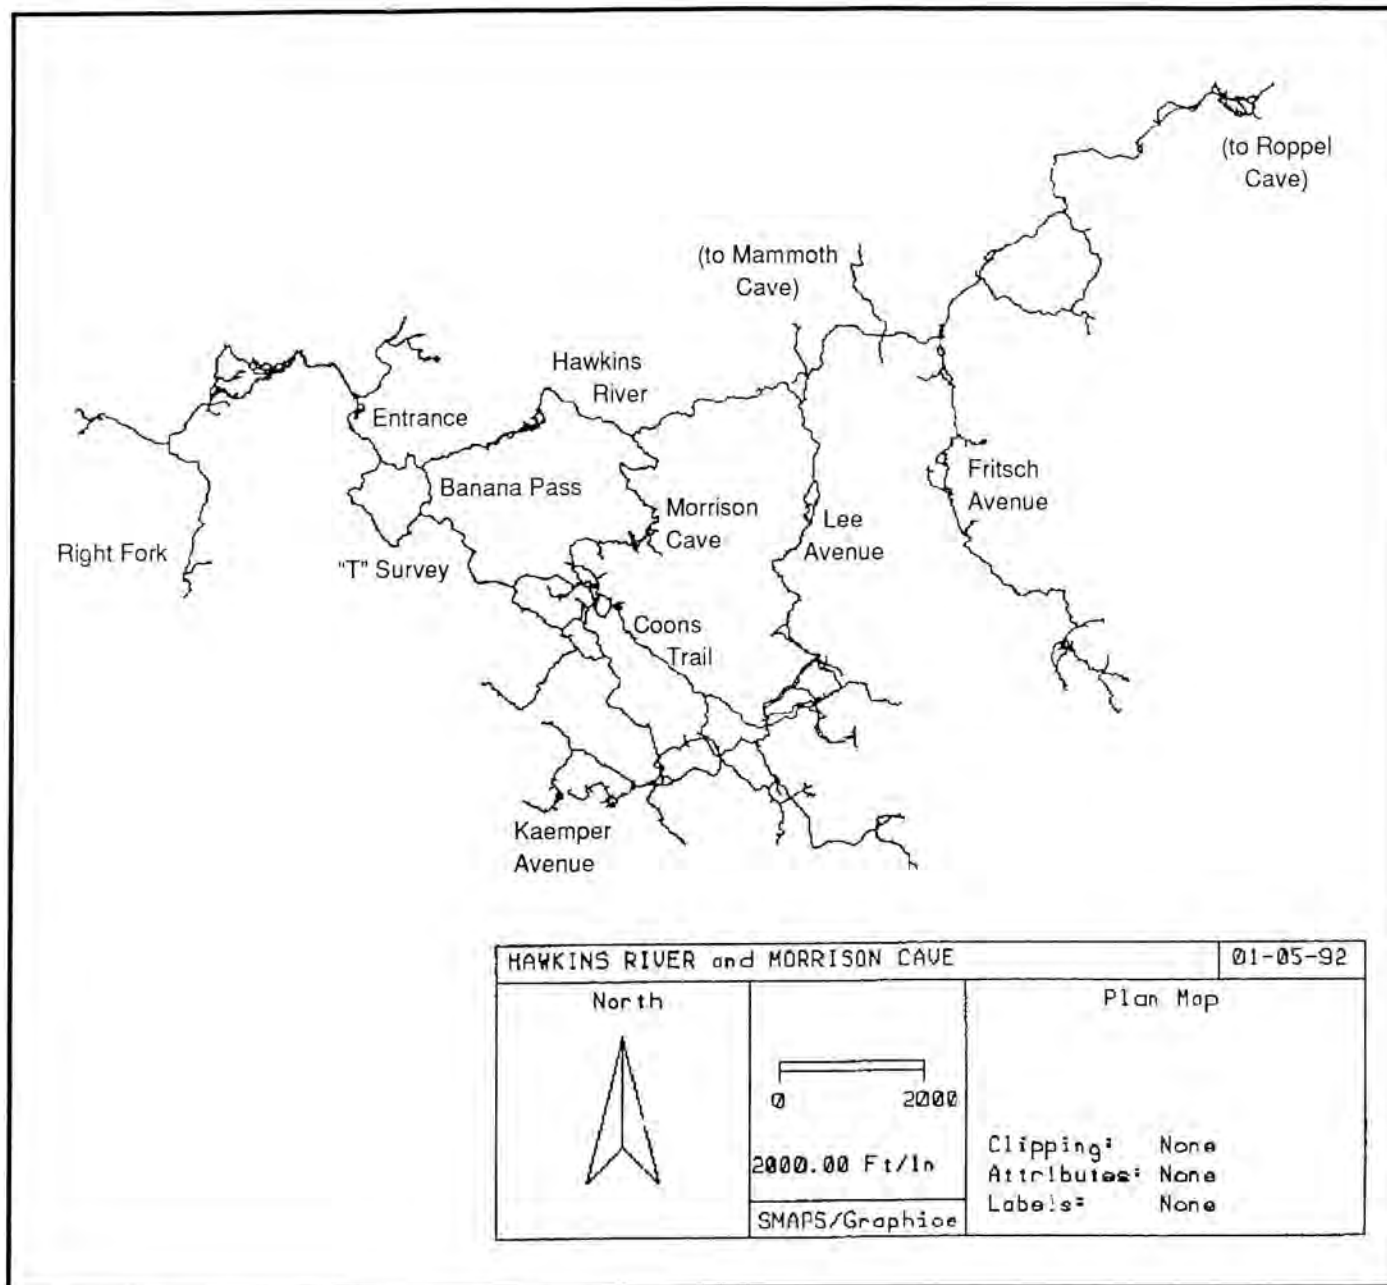 (to Roppel
Cave)
(to Mammoth
Cave)
Hawkins
River
Entrance
Banana Pass
Fritsch
Avenue
Morrison
Cave
Lee
Avenue
Right Fork
"T" Survey
Coons
Trail
Kaemper
Avenue
HAWKINS RIVER and MORRISON CAVE
01-05-92
North
0 2000
2000.00 Ft/In
SMAPS/Graphics
Plan Map
Clipping: None
Attributes: None
Labels: None